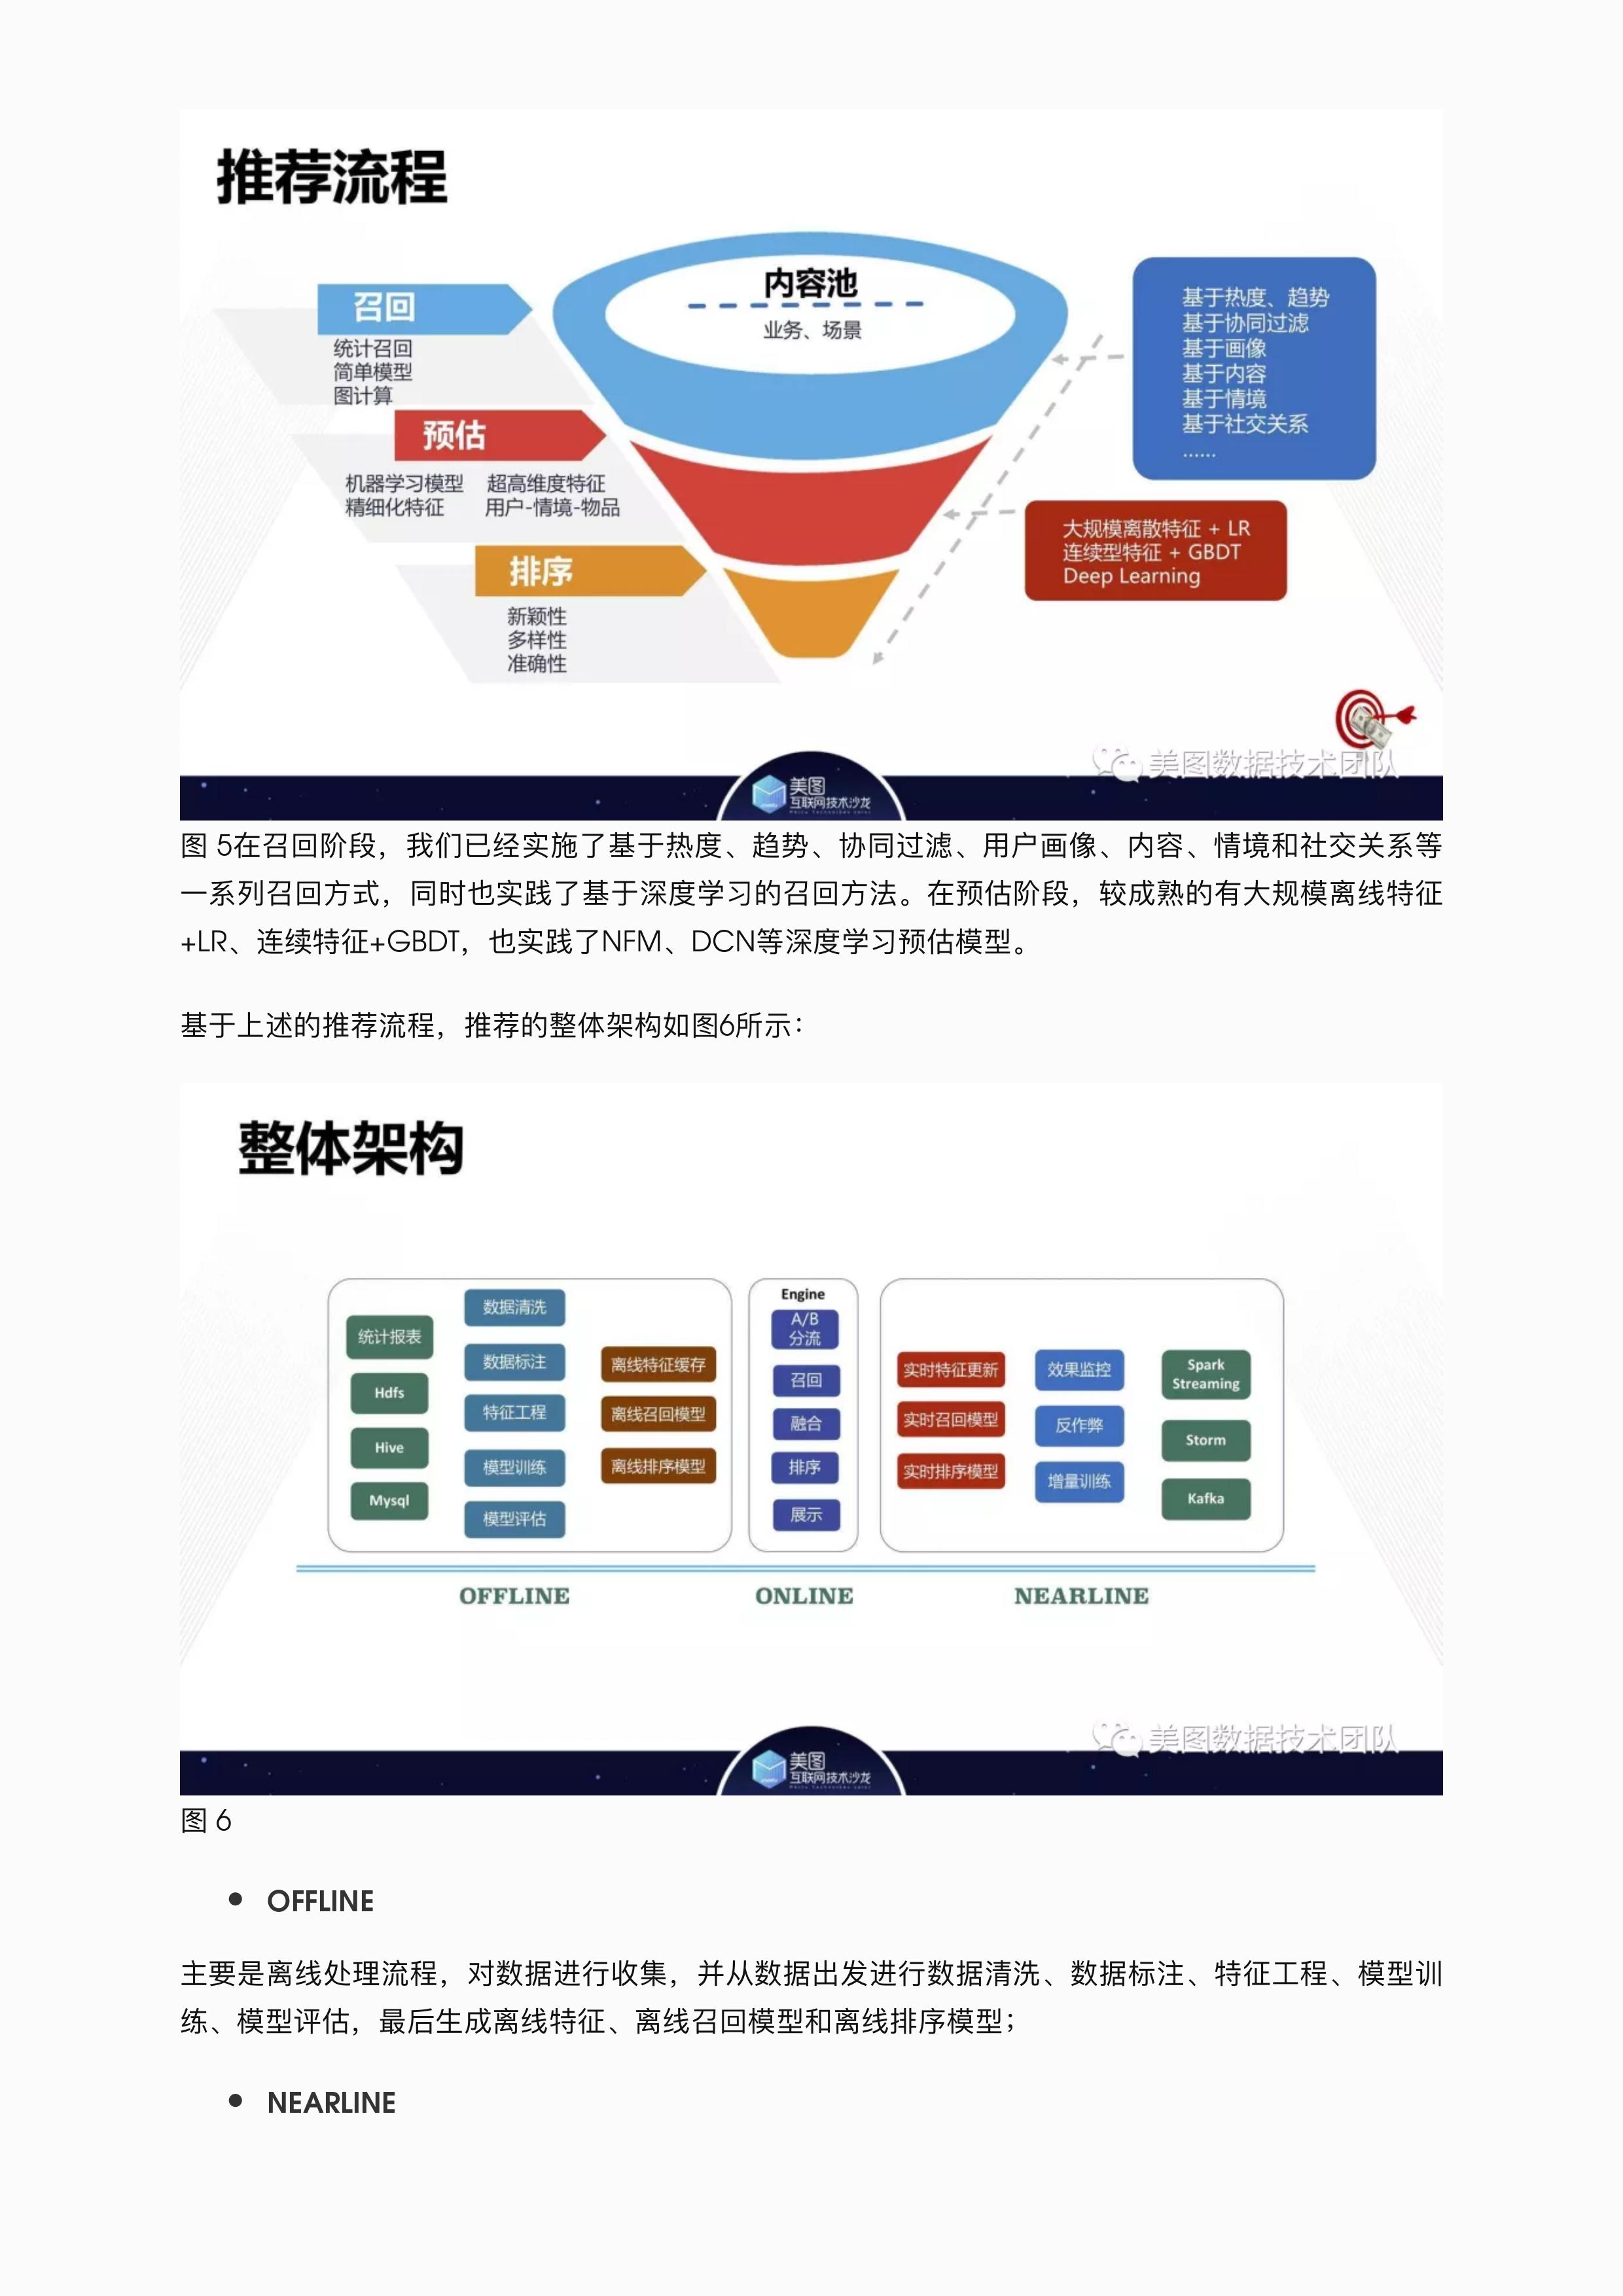 推荐流程
内容池
业务、场景
召回
统计召回
简单模型
图计算
预估
机器学习模型 超高维度特征
精细化特征 用户-情境-物品
排序
新颖性
多样性
准确性
基于热度、趋势
基于协同过滤
基于画像
基于内容
基于情境
基于社交关系
……
大规模离散特征 + LR
连续型特征 + GBDT
Deep Learning
美图数据技术团队
美图
互联网技术沙龙
图 5在召回阶段，我们已经实施了基于热度、趋势、协同过滤、用户画像、内容、情境和社交关系等
一系列召回方式，同时也实践了基于深度学习的召回方法。在预估阶段，较成熟的有大规模离线特征
+LR、连续特征+GBDT，也实践了NFM、DCN等深度学习预估模型。
基于上述的推荐流程，推荐的整体架构如图6所示：
整体架构
统计报表
Hdfs
Hive
Mysql
数据清洗
数据标注
特征工程
模型训练
模型评估
离线特征缓存
离线召回模型
离线排序模型
Engine
A/B
分流
召回
融合
排序
展示
实时特征更新
实时召回模型
实时排序模型
效果监控
反作弊
增量训练
Spark
Streaming
Storm
Kafka
OFFLINE
ONLINE
NEARLINE
美图数据技术团队
美图
互联网技术沙龙
图 6
• OFFLINE
主要是离线处理流程，对数据进行收集，并从数据出发进行数据清洗、数据标注、特征工程、模型训
练、模型评估，最后生成离线特征、离线召回模型和离线排序模型；
• NEARLINE